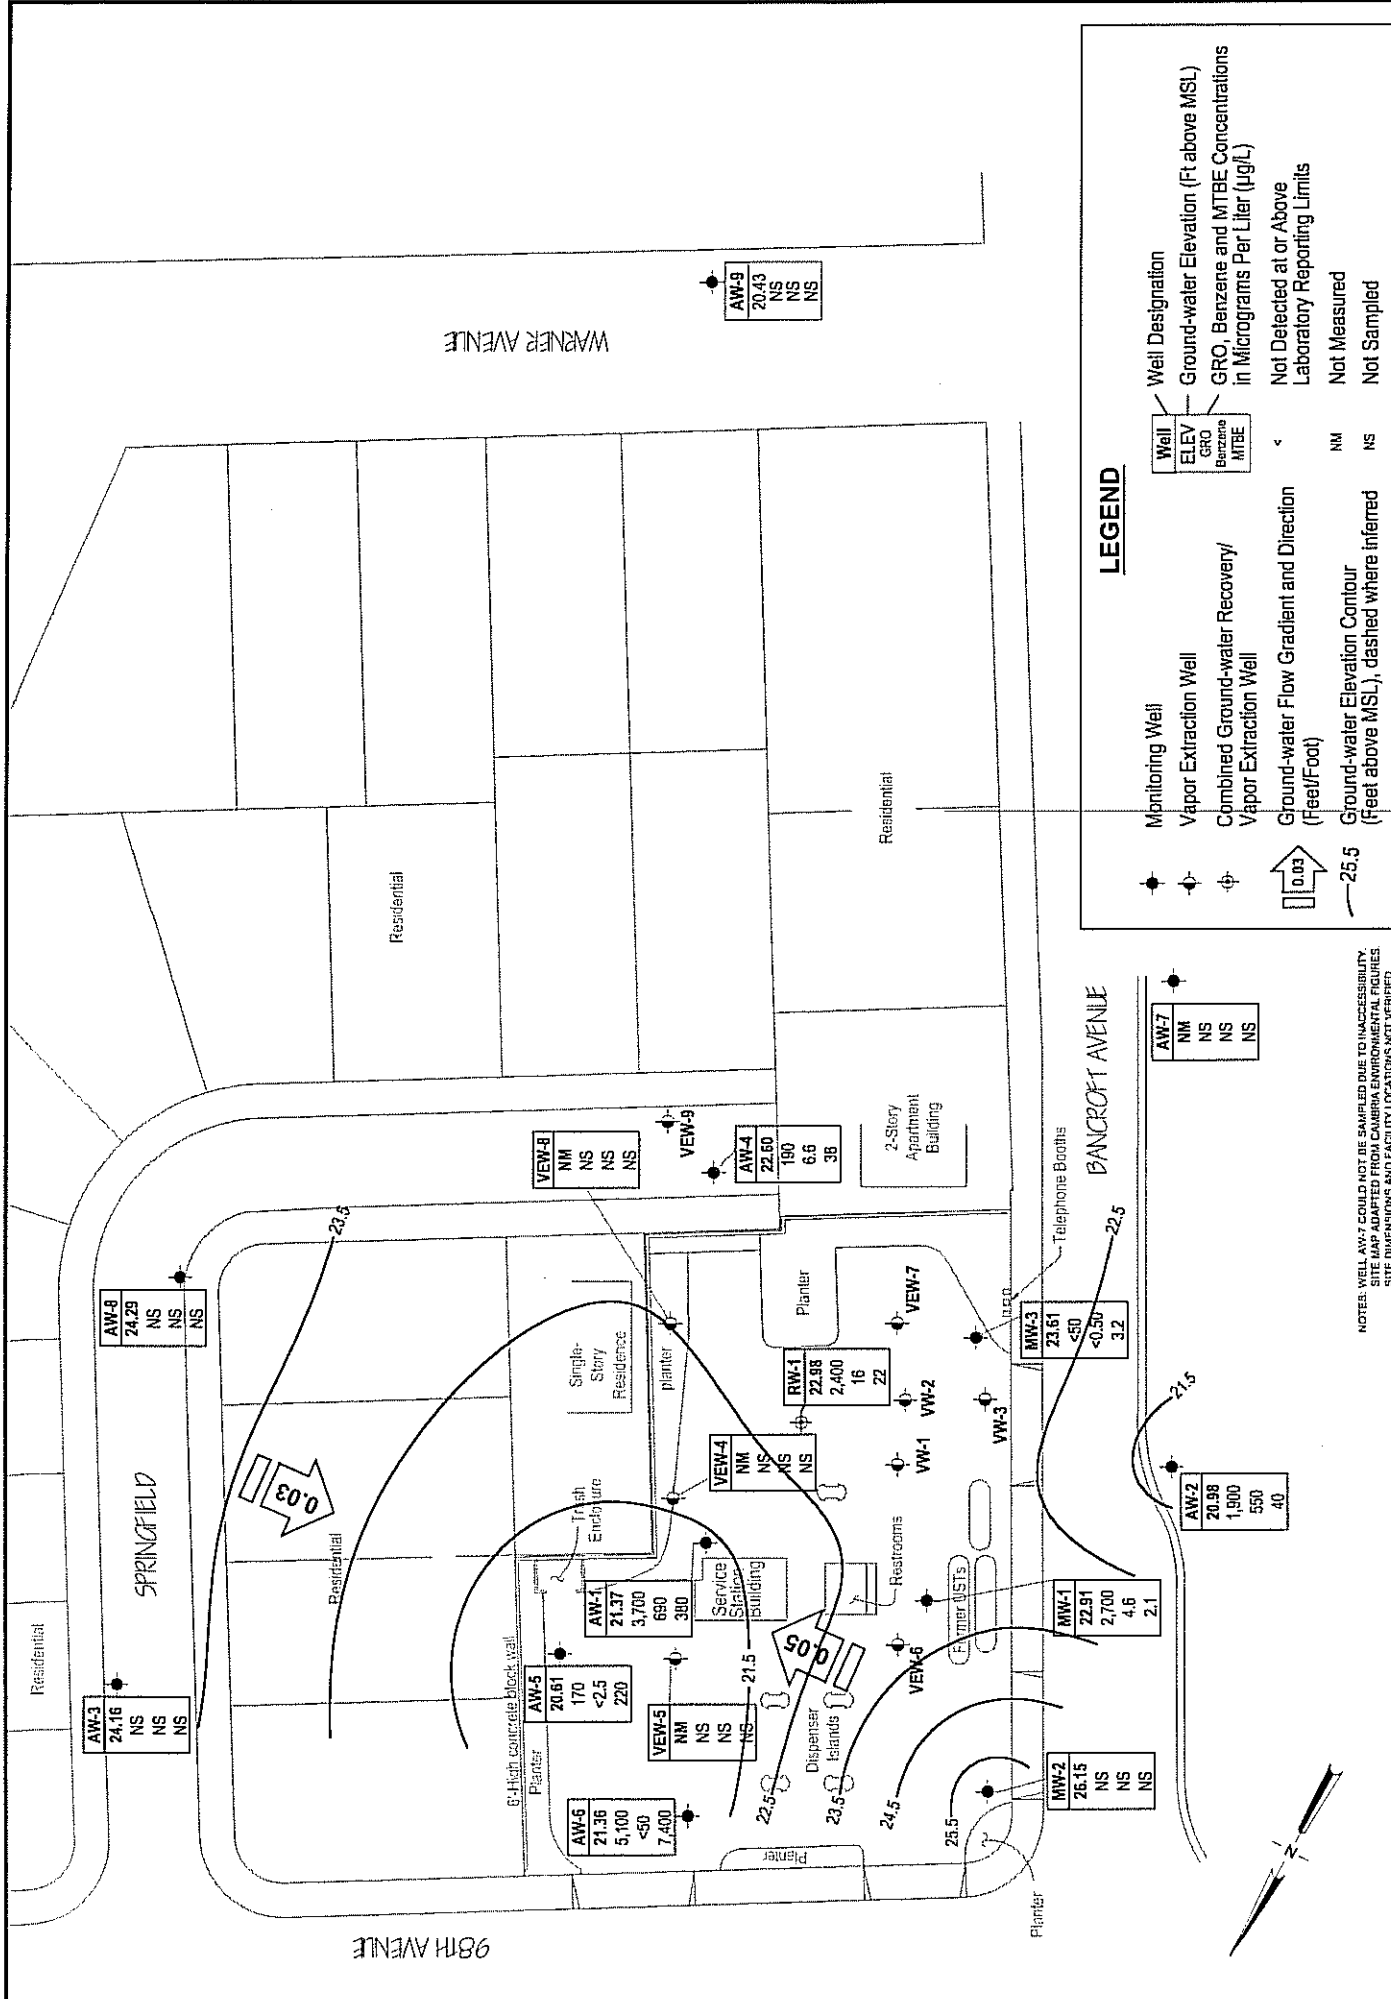 SPRINGFIELD
WARNER AVENUE
98TH AVENUE
BANCROFT AVENUE
Residential
Residential
Residential
Residential
AW-3
24.16
NS
NS
NS
AW-8
24.29
NS
NS
NS
23.5
0.03
AW-9
20.43
NS
NS
NS
6'-High concrete block wall
Planter
Trash
Enclosure
Single-
Story
Residence
planter
VEW-8
NM
NS
NS
NS
VEW-9
AW-4
22.60
190
6.6
38
2-Story
Apartment
Building
AW-5
20.61
170
<2.5
220
AW-1
21.37
3,700
690
380
AW-6
21.36
5,100
<50
7,400
VEW-5
NM
NS
NS
NS
VEW-4
NM
NS
NS
NS
Service
Station
Building
21.5
RW-1
22.98
2,400
16
22
Planter
22.5
0.05
Dispenser
Islands
Restrooms
23.5
24.5
25.5
Planter
Planter
VEW-6
VW-1
VW-2
VEW-7
VW-3
Former USTs
Telephone Booths
MW-3
23.61
<50
<0.50
3.2
22.5
MW-1
22.91
2,700
4.6
2.1
MW-2
26.15
NS
NS
NS
AW-2
20.98
1,900
550
40
21.5
AW-7
NM
NS
NS
NS
N
LEGEND
Monitoring Well
Vapor Extraction Well
Combined Ground-water Recovery/
Vapor Extraction Well
0.03
Ground-water Flow Gradient and Direction
(Feet/Foot)
25.5
Ground-water Elevation Contour
(Feet above MSL), dashed where inferred
Well
ELEV
GRO
Benzene
MTBE
Well Designation
Ground-water Elevation (Ft above MSL)
GRO, Benzene and MTBE Concentrations
in Micrograms Per Liter (µg/L)
< Not Detected at or Above
Laboratory Reporting Limits
NM Not Measured
NS Not Sampled
NOTES: WELL AW-7 COULD NOT BE SAMPLED DUE TO INACCESSIBILITY.
SITE MAP ADAPTED FROM CAMBRIA ENVIRONMENTAL FIGURES.
SITE DIMENSIONS AND FACILITY LOCATIONS NOT VERIFIED.